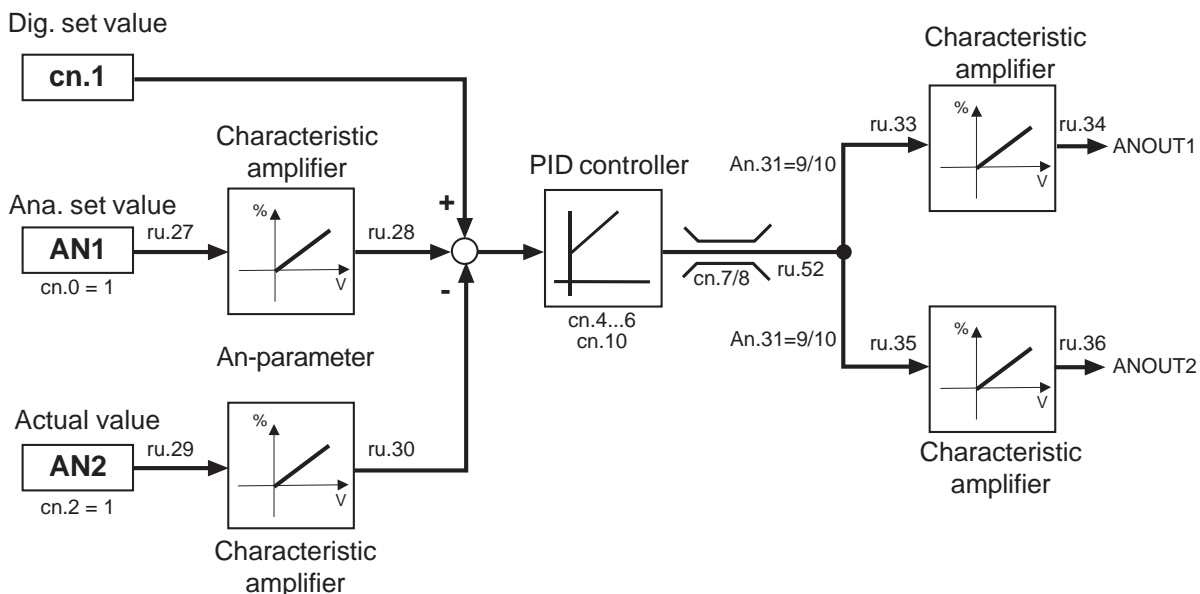 Dig. set value
cn.1
Characteristic
amplifier
%
V
Ana. set value
AN1
cn.0 = 1
ru.27
ru.28
+
-
An-parameter
Actual value
AN2
cn.2 = 1
ru.29
%
V
ru.30
Characteristic
amplifier
PID controller
cn.4...6
cn.10
cn.7/8
ru.52
An.31=9/10
An.31=9/10
Characteristic
amplifier
ru.33
%
V
ru.34
ANOUT1
ru.35
%
V
ru.36
ANOUT2
Characteristic
amplifier